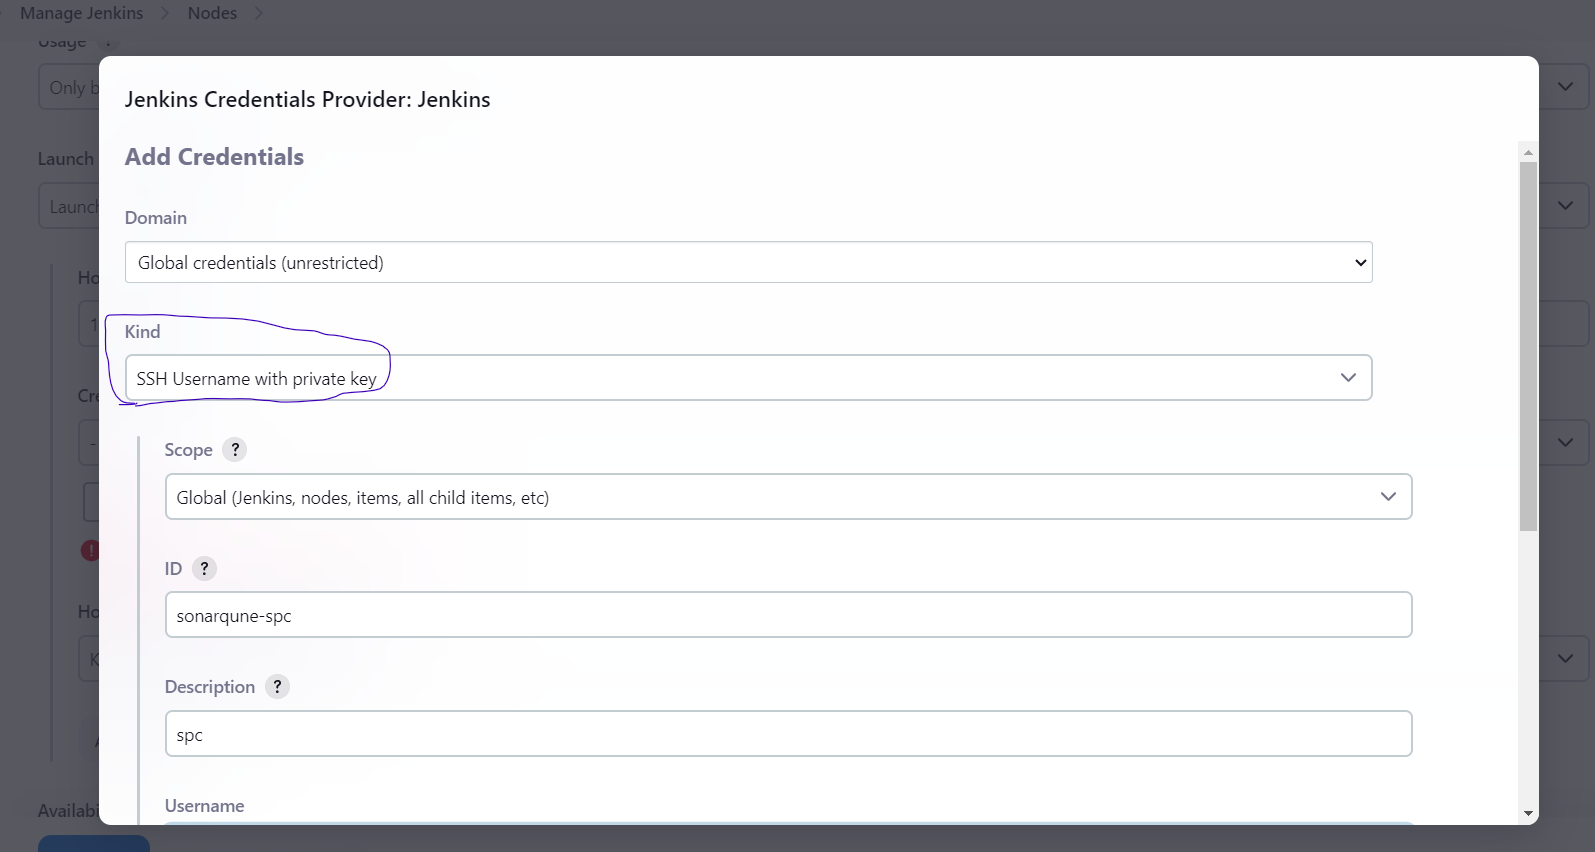 Manage Jenkins > Nodes >
Usage ?
Only b
Jenkins Credentials Provider: Jenkins
Add Credentials
Launch
Launch
Domain
Global credentials (unrestricted)
Ho
1
Kind
SSH Username with private key
Cre
-
Scope ?
Global (Jenkins, nodes, items, all child items, etc)
!
ID ?
sonarqune-spc
Ho
K
Description ?
spc
Availabi
Username